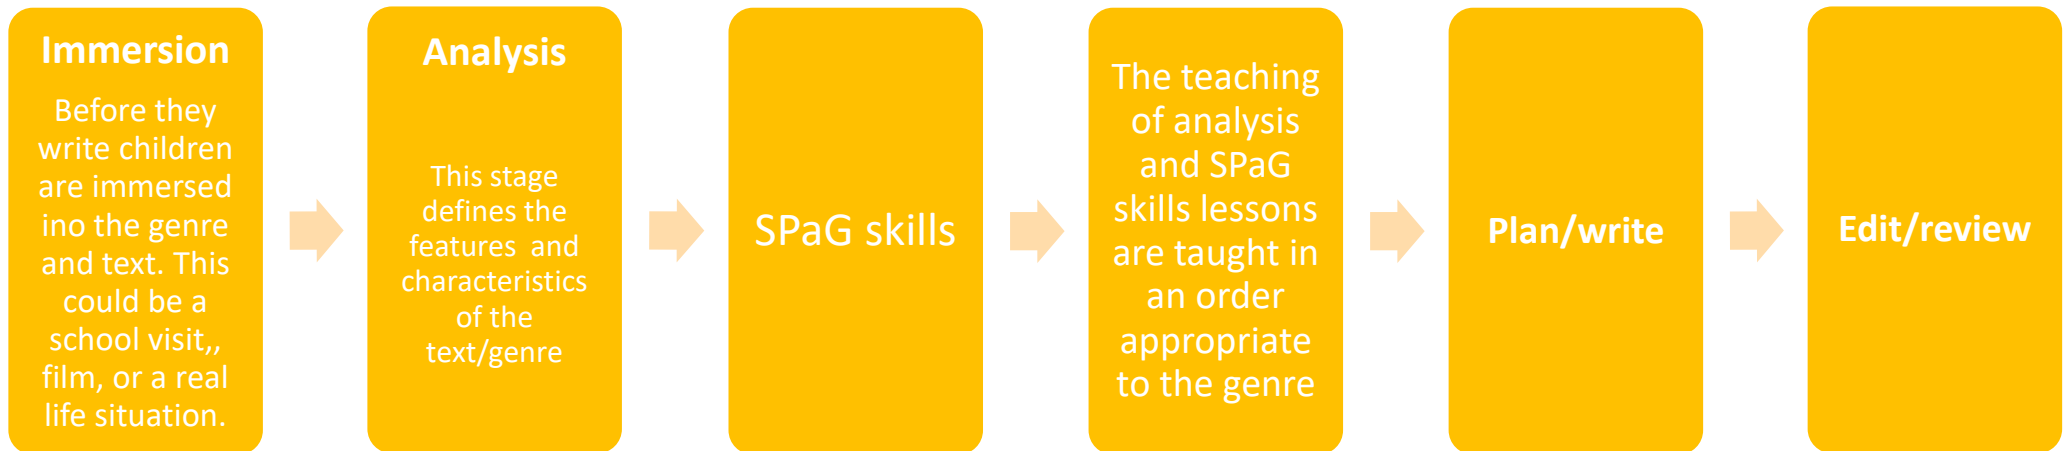 Immersion
Before they
write children
are immersed
ino the genre
and text. This
could be a
school visit,,
film, or a real
life situation.
Analysis
This stage
defines the
features and
characteristics
of the
text/genre
SPaG skills
The teaching
of analysis
and SPaG
skills lessons
are taught in
an order
appropriate
to the genre
Plan/write
Edit/review